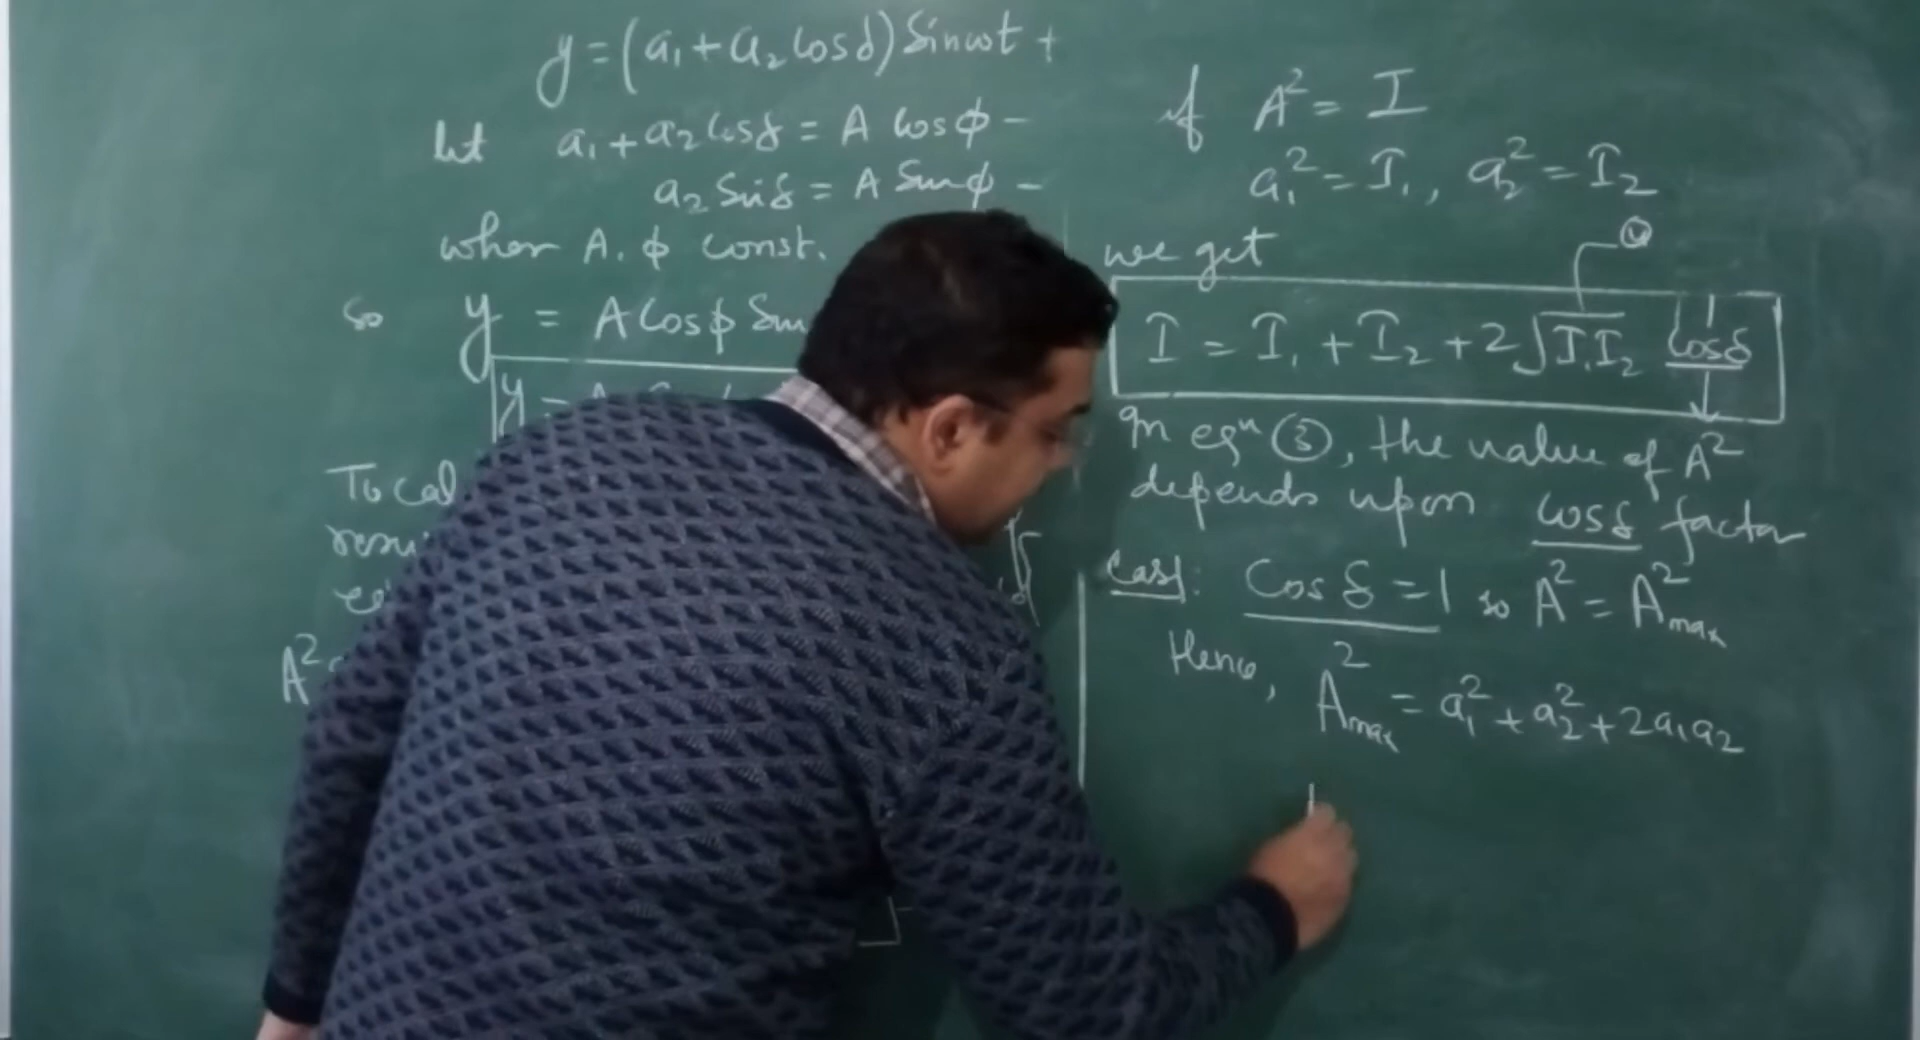 y = (a₁ + a₂ Cosδ) Sinωt +
let a₁ + a₂ Cosδ = A Cosϕ –
a₂ Sinδ = A Sinϕ –
when A, ϕ const.
so y = A Cosϕ Sin
y =
To cal
resu
A²
if A² = I
a₁² = I₁, a₂² = I₂
we get
④
I = I₁ + I₂ + 2√I₁I₂ Cosδ
In eqⁿ ③, the value of A²
depends upon cosδ factor
Case I: Cos δ = 1 so A² = A²max
Hence, A²max = a₁² + a₂² + 2a₁a₂